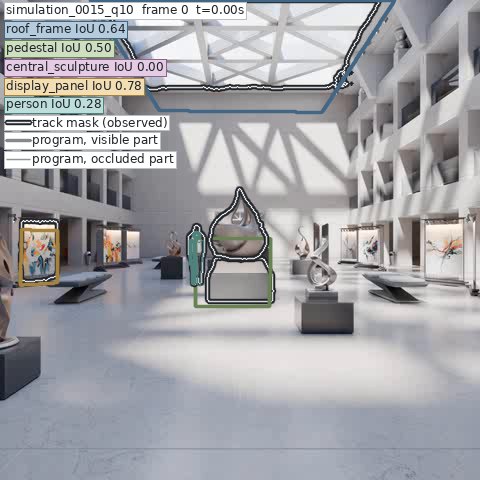 simulation_0015_q10  frame 0  t=0.00s
roof_frame IoU 0.64
pedestal IoU 0.50
central_sculpture IoU 0.00
display_panel IoU 0.78
person IoU 0.28
track mask (observed)
program, visible part
program, occluded part